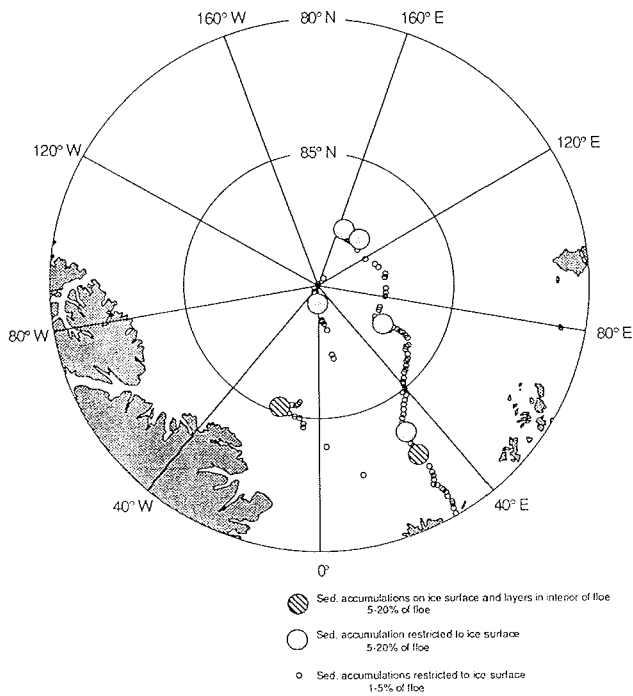 160° W 80° N 160° E
85° N
120° W 120° E
80° W 80° E
40° W 40° E
0°
Sed. accumulations on ice surface and layers in interior of floe
5-20% of floe
Sed. accumulation restricted to ice surface
5-20% of floe
Sed. accumulations restricted to ice surface
1-5% of floe